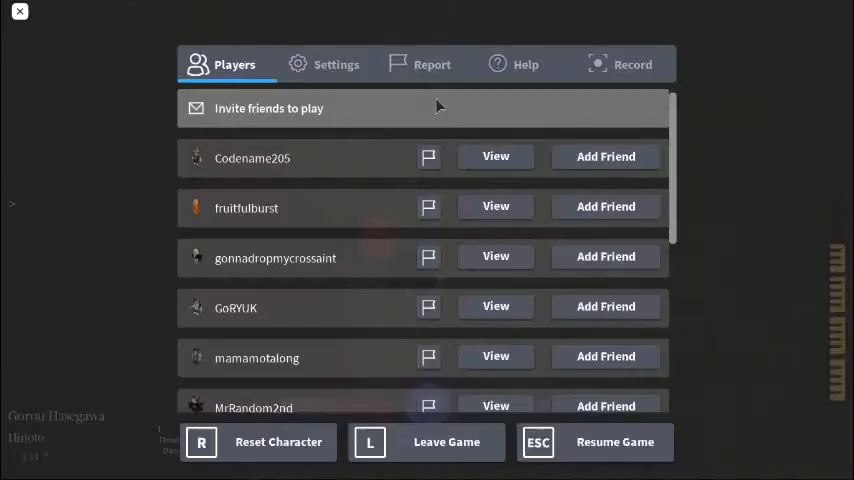 Players Settings Report Help Record
Invite friends to play
Codename205 View Add Friend
fruitfulburst View Add Friend
gonnadropmycrossaint View Add Friend
>
GoRYUK View Add Friend
mamamotalong View Add Friend
MrRandom2nd View Add Friend
Gorou Hasegawa
Hinoto
R Reset Character L Leave Game ESC Resume Game